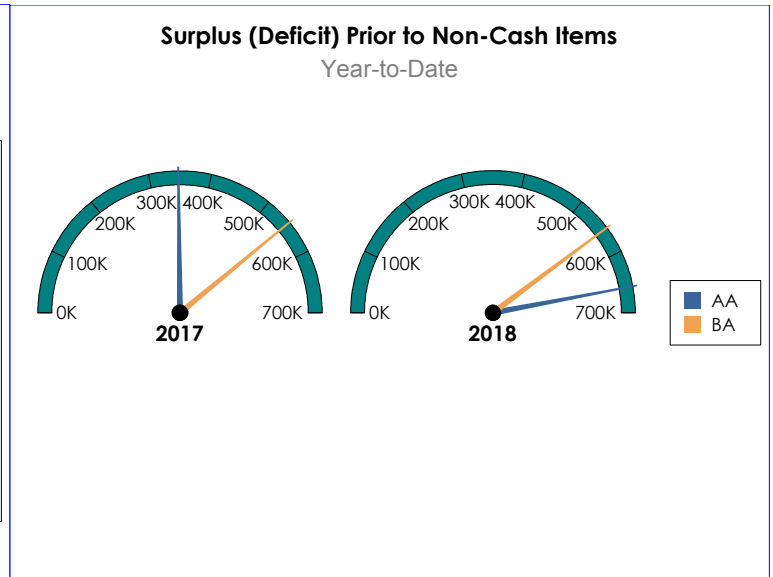 Surplus (Deficit) Prior to Non-Cash Items
Year-to-Date
0K
100K
200K
300K
400K
500K
600K
700K
2017
0K
100K
200K
300K
400K
500K
600K
700K
2018
AA
BA